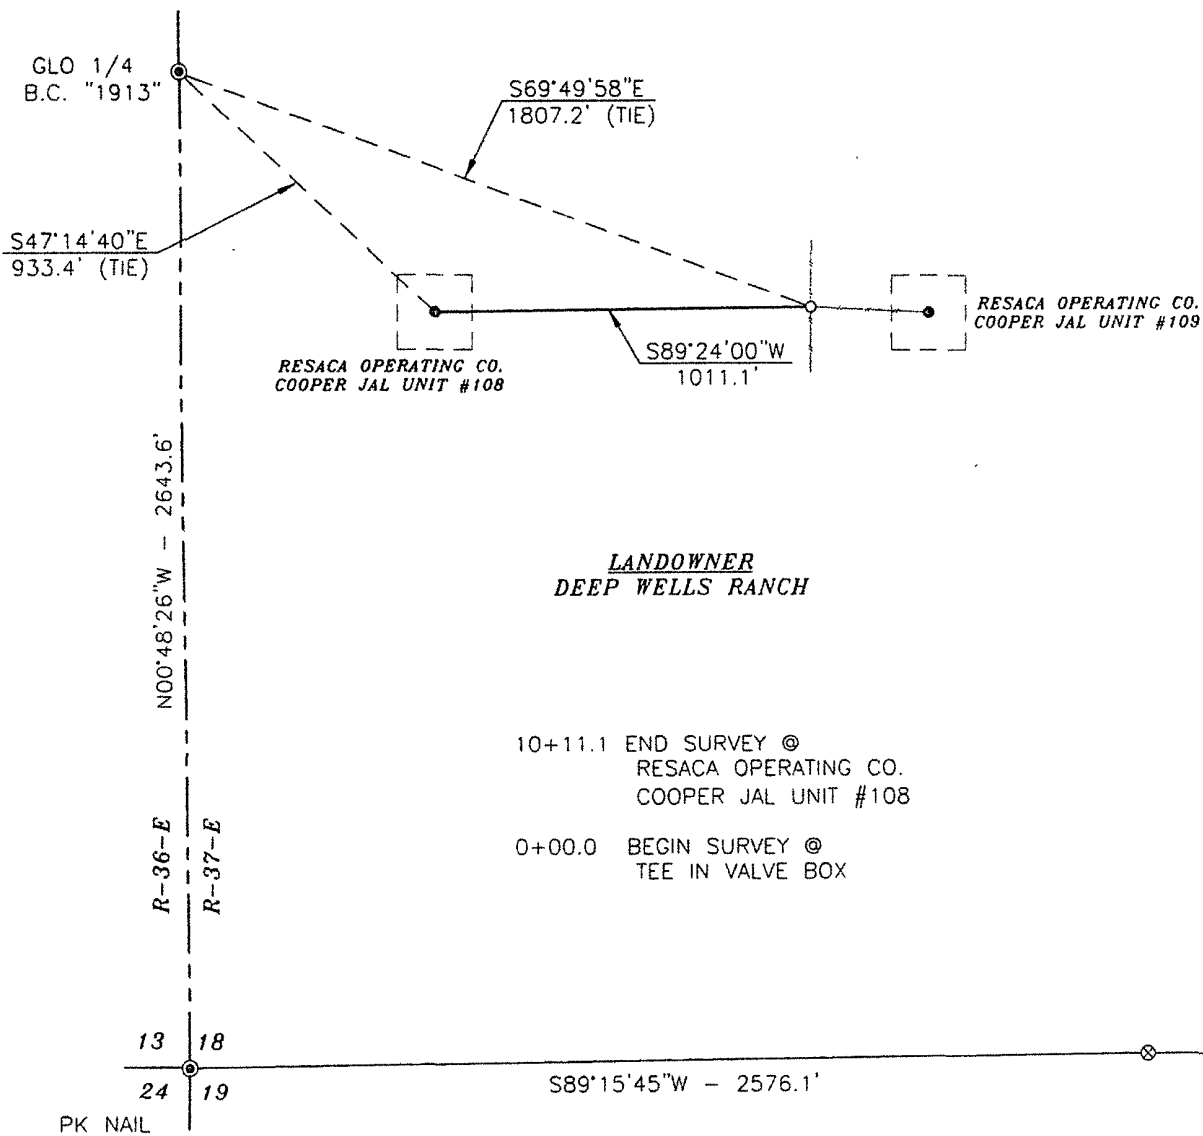 GLO 1/4
B.C. "1913"
S69°49'58"E
1807.2' (TIE)
S47°14'40"E
933.4' (TIE)
RESACA OPERATING CO.
COOPER JAL UNIT #109
S89°24'00"W
1011.1'
RESACA OPERATING CO.
COOPER JAL UNIT #108
N00°48'26"W - 2643.6'
LANDOWNER
DEEP WELLS RANCH
10+11.1 END SURVEY @
RESACA OPERATING CO.
COOPER JAL UNIT #108
0+00.0 BEGIN SURVEY @
TEE IN VALVE BOX
R-36-E
R-37-E
13 18
24 19
S89°15'45"W - 2576.1'
PK NAIL